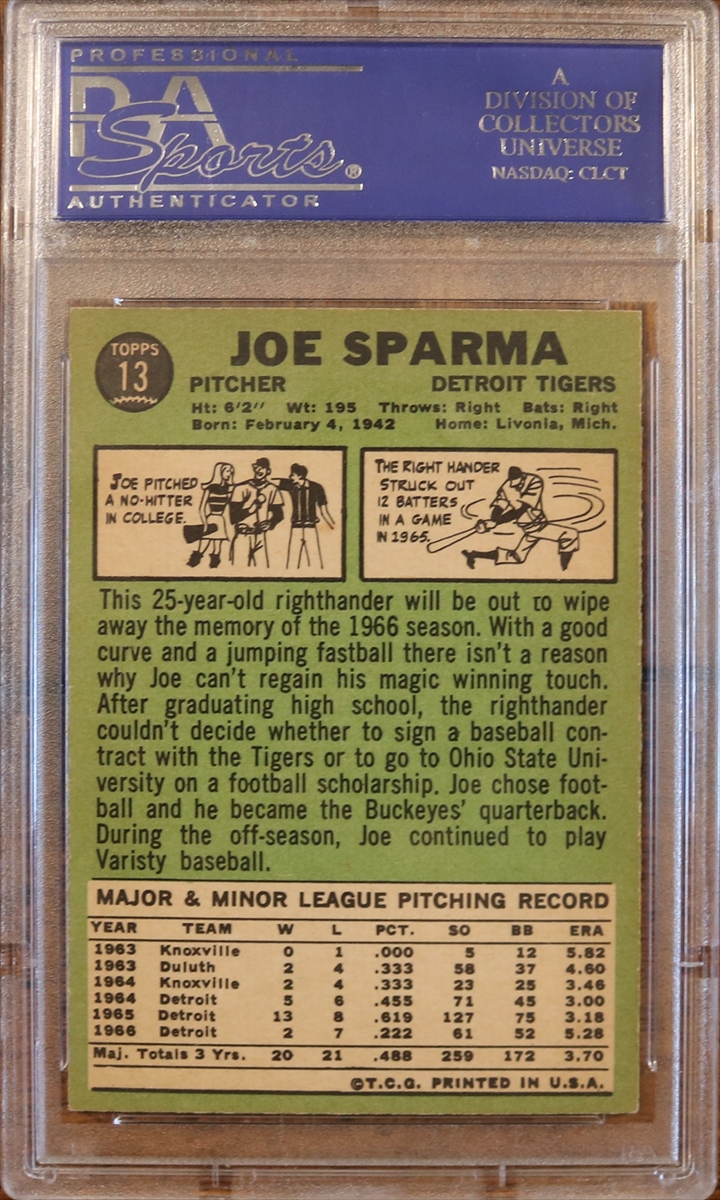 PROFESSIONAL
PSA
Sports®
AUTHENTICATOR
A
DIVISION OF
COLLECTORS
UNIVERSE
NASDAQ: CLCT
TOPPS
13
JOE SPARMA
PITCHER DETROIT TIGERS
Ht: 6'2" Wt: 195 Throws: Right Bats: Right
Born: February 4, 1942 Home: Livonia, Mich.
JOE PITCHED
A NO-HITTER
IN COLLEGE.
THE RIGHT HANDER
STRUCK OUT
12 BATTERS
IN A GAME
IN 1965.
This 25-year-old righthander will be out to wipe
away the memory of the 1966 season. With a good
curve and a jumping fastball there isn't a reason
why Joe can't regain his magic winning touch.
After graduating high school, the righthander
couldn't decide whether to sign a baseball con-
tract with the Tigers or to go to Ohio State Uni-
versity on a football scholarship. Joe chose foot-
ball and he became the Buckeyes' quarterback.
During the off-season, Joe continued to play
Varisty baseball.
MAJOR & MINOR LEAGUE PITCHING RECORD
YEAR TEAM W L PCT. SO BB ERA
1963 Knoxville 0 1 .000 5 12 5.82
1963 Duluth 2 4 .333 58 37 4.60
1964 Knoxville 2 4 .333 23 25 3.46
1964 Detroit 5 6 .455 71 45 3.00
1965 Detroit 13 8 .619 127 75 3.18
1966 Detroit 2 7 .222 61 52 5.28
Maj. Totals 3 Yrs. 20 21 .488 259 172 3.70
©T.C.G. PRINTED IN U.S.A.